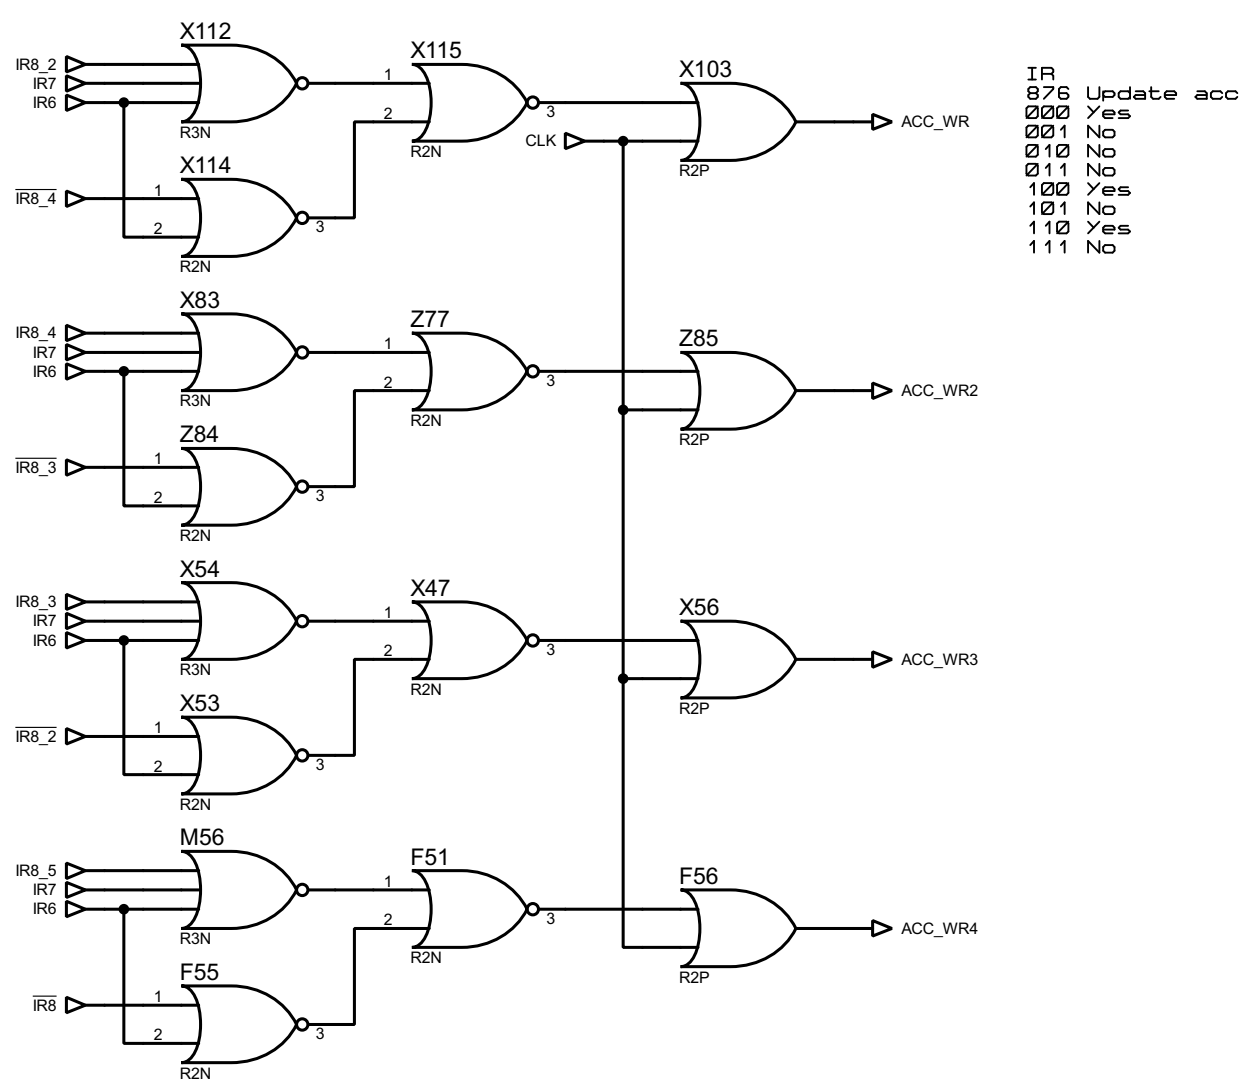 X112
IR8_2
IR7
IR6
R3N
X114
IR8_4
1
2
3
R2N
X115
1
2
3
R2N
CLK
X103
R2P
ACC_WR
IR
876 Update acc
000 Yes
001 No
010 No
011 No
100 Yes
101 No
110 Yes
111 No
X83
IR8_4
IR7
IR6
R3N
Z84
IR8_3
1
2
3
R2N
Z77
1
2
3
R2N
Z85
R2P
ACC_WR2
X54
IR8_3
IR7
IR6
R3N
X53
IR8_2
1
2
3
R2N
X47
1
2
3
R2N
X56
R2P
ACC_WR3
M56
IR8_5
IR7
IR6
R3N
F55
IR8
1
2
3
R2N
F51
1
2
3
R2N
F56
R2P
ACC_WR4